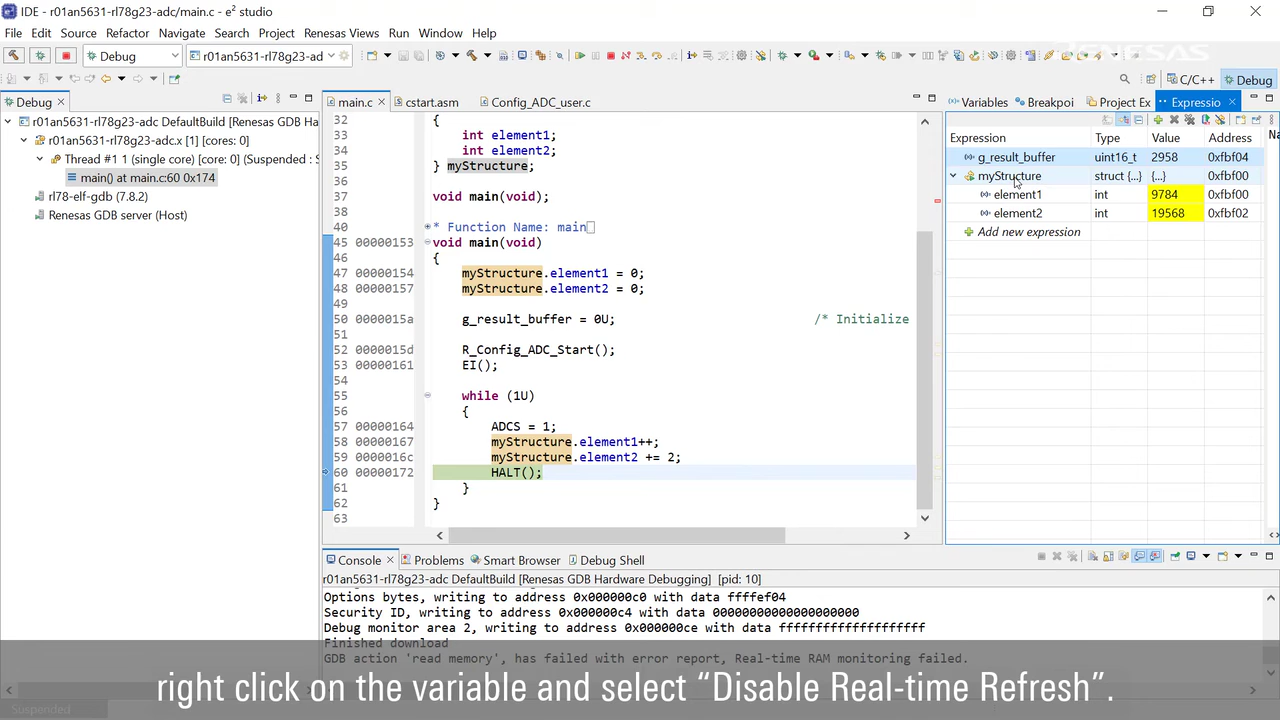 IDE - r01an5631-rl78g23-adc/main.c - e² studio
File Edit Source Refactor Navigate Search Project Renesas Views Run Window Help
Debug r01an5631-rl78g23-ad
RENESAS
C/C++ Debug
Debug
main.c cstart.asm Config_ADC_user.c
Variables Breakpoi Project Ex Expressio
r01an5631-rl78g23-adc DefaultBuild [Renesas GDB Ha
r01an5631-rl78g23-adc.x [1] [cores: 0]
Thread #1 1 (single core) [core: 0] (Suspended : S
main() at main.c:60 0x174
rl78-elf-gdb (7.8.2)
Renesas GDB server (Host)
32 {
33 int element1;
34 int element2;
35 } myStructure;
36
37 void main(void);
38
40 * Function Name: main
45 00000153 void main(void)
46 {
47 00000154 myStructure.element1 = 0;
48 00000157 myStructure.element2 = 0;
49
50 0000015a g_result_buffer = 0U; /* Initialize
51
52 0000015d R_Config_ADC_Start();
53 00000161 EI();
54
55 while (1U)
56 {
57 00000164 ADCS = 1;
58 00000167 myStructure.element1++;
59 0000016c myStructure.element2 += 2;
60 00000172 HALT();
61 }
62 }
63
Expression Type Value Address
g_result_buffer uint16_t 2958 0xfbf04
myStructure struct {...} {...} 0xfbf00
element1 int 9784 0xfbf00
element2 int 19568 0xfbf02
Add new expression
Console Problems Smart Browser Debug Shell
r01an5631-rl78g23-adc DefaultBuild [Renesas GDB Hardware Debugging] [pid: 10]
Options bytes, writing to address 0x000000c0 with data ffffef04
Security ID, writing to address 0x000000c4 with data 00000000000000000000
Debug monitor area 2, writing to address 0x000000ce with data ffffffffffffffffffff
Finished download
GDB action 'read memory', has failed with error report, Real-time RAM monitoring failed.
right click on the variable and select “Disable Real-time Refresh”.
Suspended